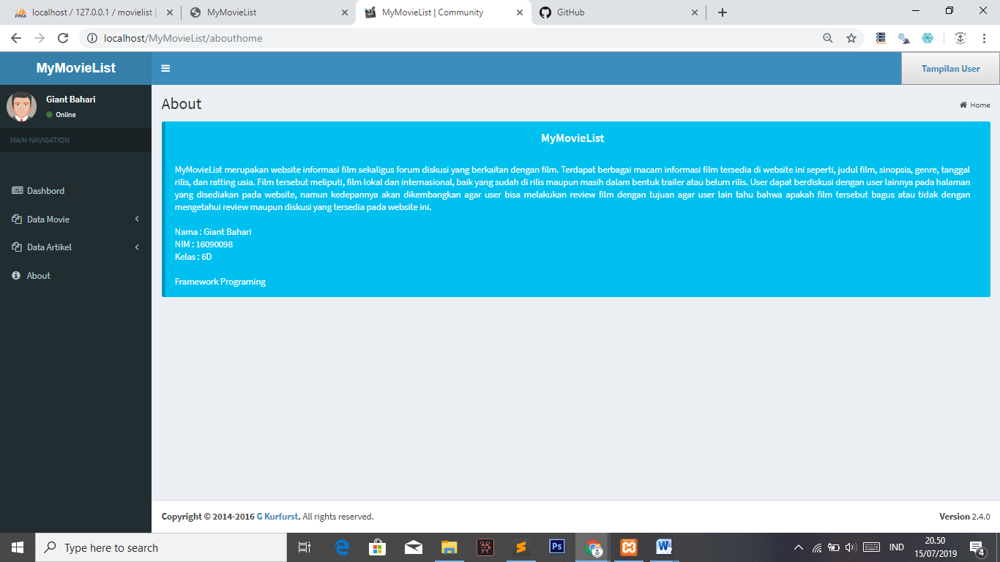 localhost / 127.0.0.1 / movielist |
MyMovieList
MyMovieList | Community
GitHub
localhost/MyMovieList/abouthome
MyMovieList
Tampilan User
Giant Bahari
Online
MAIN NAVIGATION
Dashbord
Data Movie
Data Artikel
About
About
Home
MyMovieList
MyMovieList merupakan website informasi film sekaligus forum diskusi yang berkaitan dengan film. Terdapat berbagai macam informasi film tersedia di website ini seperti, judul film, sinopsis, genre, tanggal
rilis, dan ratting usia. Film tersebut meliputi, film lokal dan internasional, baik yang sudah di rilis maupun masih dalam bentuk trailer atau belum rilis. User dapat berdiskusi dengan user lainnya pada halaman
yang disediakan pada website, namun kedepannya akan dikembangkan agar user bisa melakukan review film dengan tujuan agar user lain tahu bahwa apakah film tersebut bagus atau tidak dengan
mengetahui review maupun diskusi yang tersedia pada website ini.
Nama : Giant Bahari
NIM : 16090098
Kelas : 6D
Framework Programing
Copyright © 2014-2016 G Kurfurst. All rights reserved.
Version 2.4.0
Type here to search
Ps
IND
20.50
15/07/2019
4